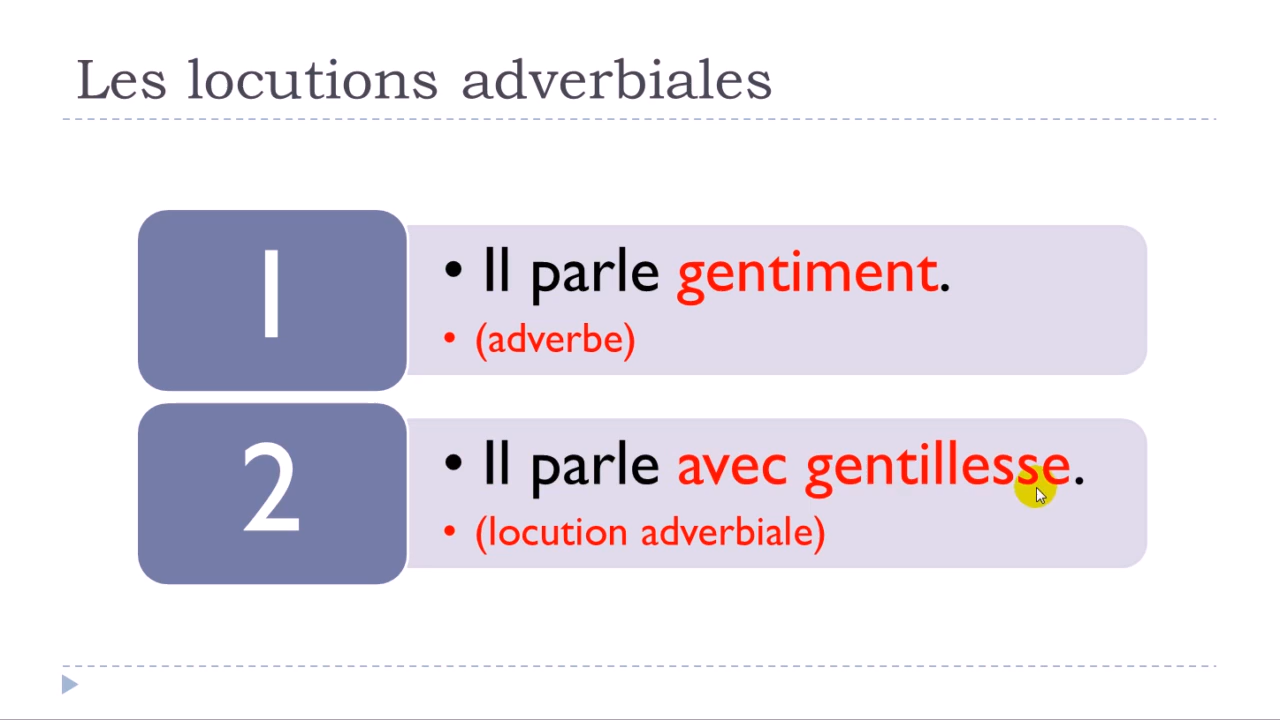 Les locutions adverbiales
1
• Il parle gentiment.
• (adverbe)
2
• Il parle avec gentillesse.
• (locution adverbiale)